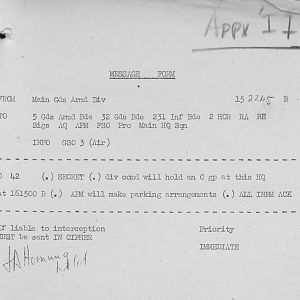 Appx 'I I
MESSAGE FORM
FROM Main Gds Armd Div 15 2245 B
TO 5 Gds Armd Bde 32 Gds Bde 231 Inf Bde 2 HCR RA RE
Sigs AQ APM FSO Pro Main HQ Sqn
INFO GSO 3 (Air)
O 42 (.) SECRET (.) div comd will hold an O gp at this HQ
at 161500 B (.) APM will make parking arrangements (.) ALL INFM ACK
If liable to interception Priority
MUST be sent IN CIPHER
IMMEDIATE